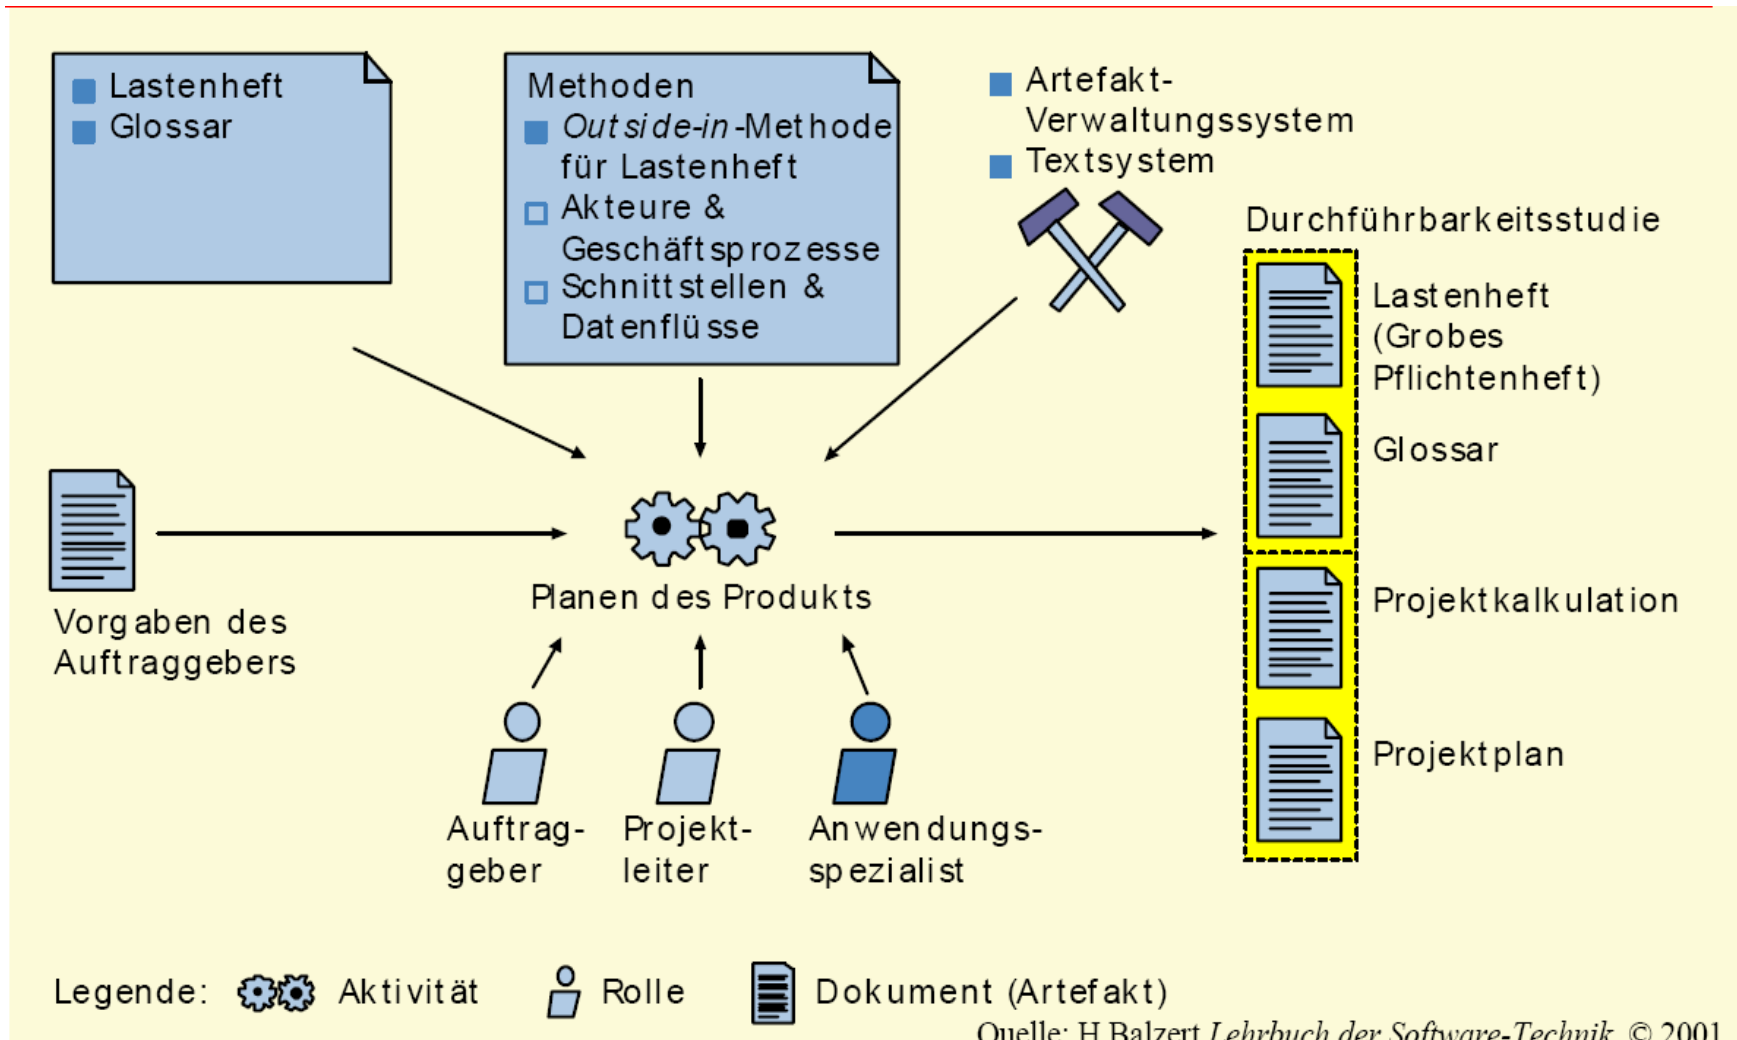 Lastenheft
Glossar
Methoden
Outside-in-Methode
für Lastenheft
Akteure &
Geschäftsprozesse
Schnittstellen &
Datenflüsse
Artefakt-
Verwaltungssystem
Textsystem
Durchführbarkeitsstudie
Lastenheft
(Grobes
Pflichtenheft)
Glossar
Projektkalkulation
Projektplan
Vorgaben des
Auftraggebers
Planen des Produkts
Auftrag-
geber
Projekt-
leiter
Anwendungs-
spezialist
Legende:
Aktivität
Rolle
Dokument (Artefakt)
Quelle: H.Balzert Lehrbuch der Software-Technik, © 2001